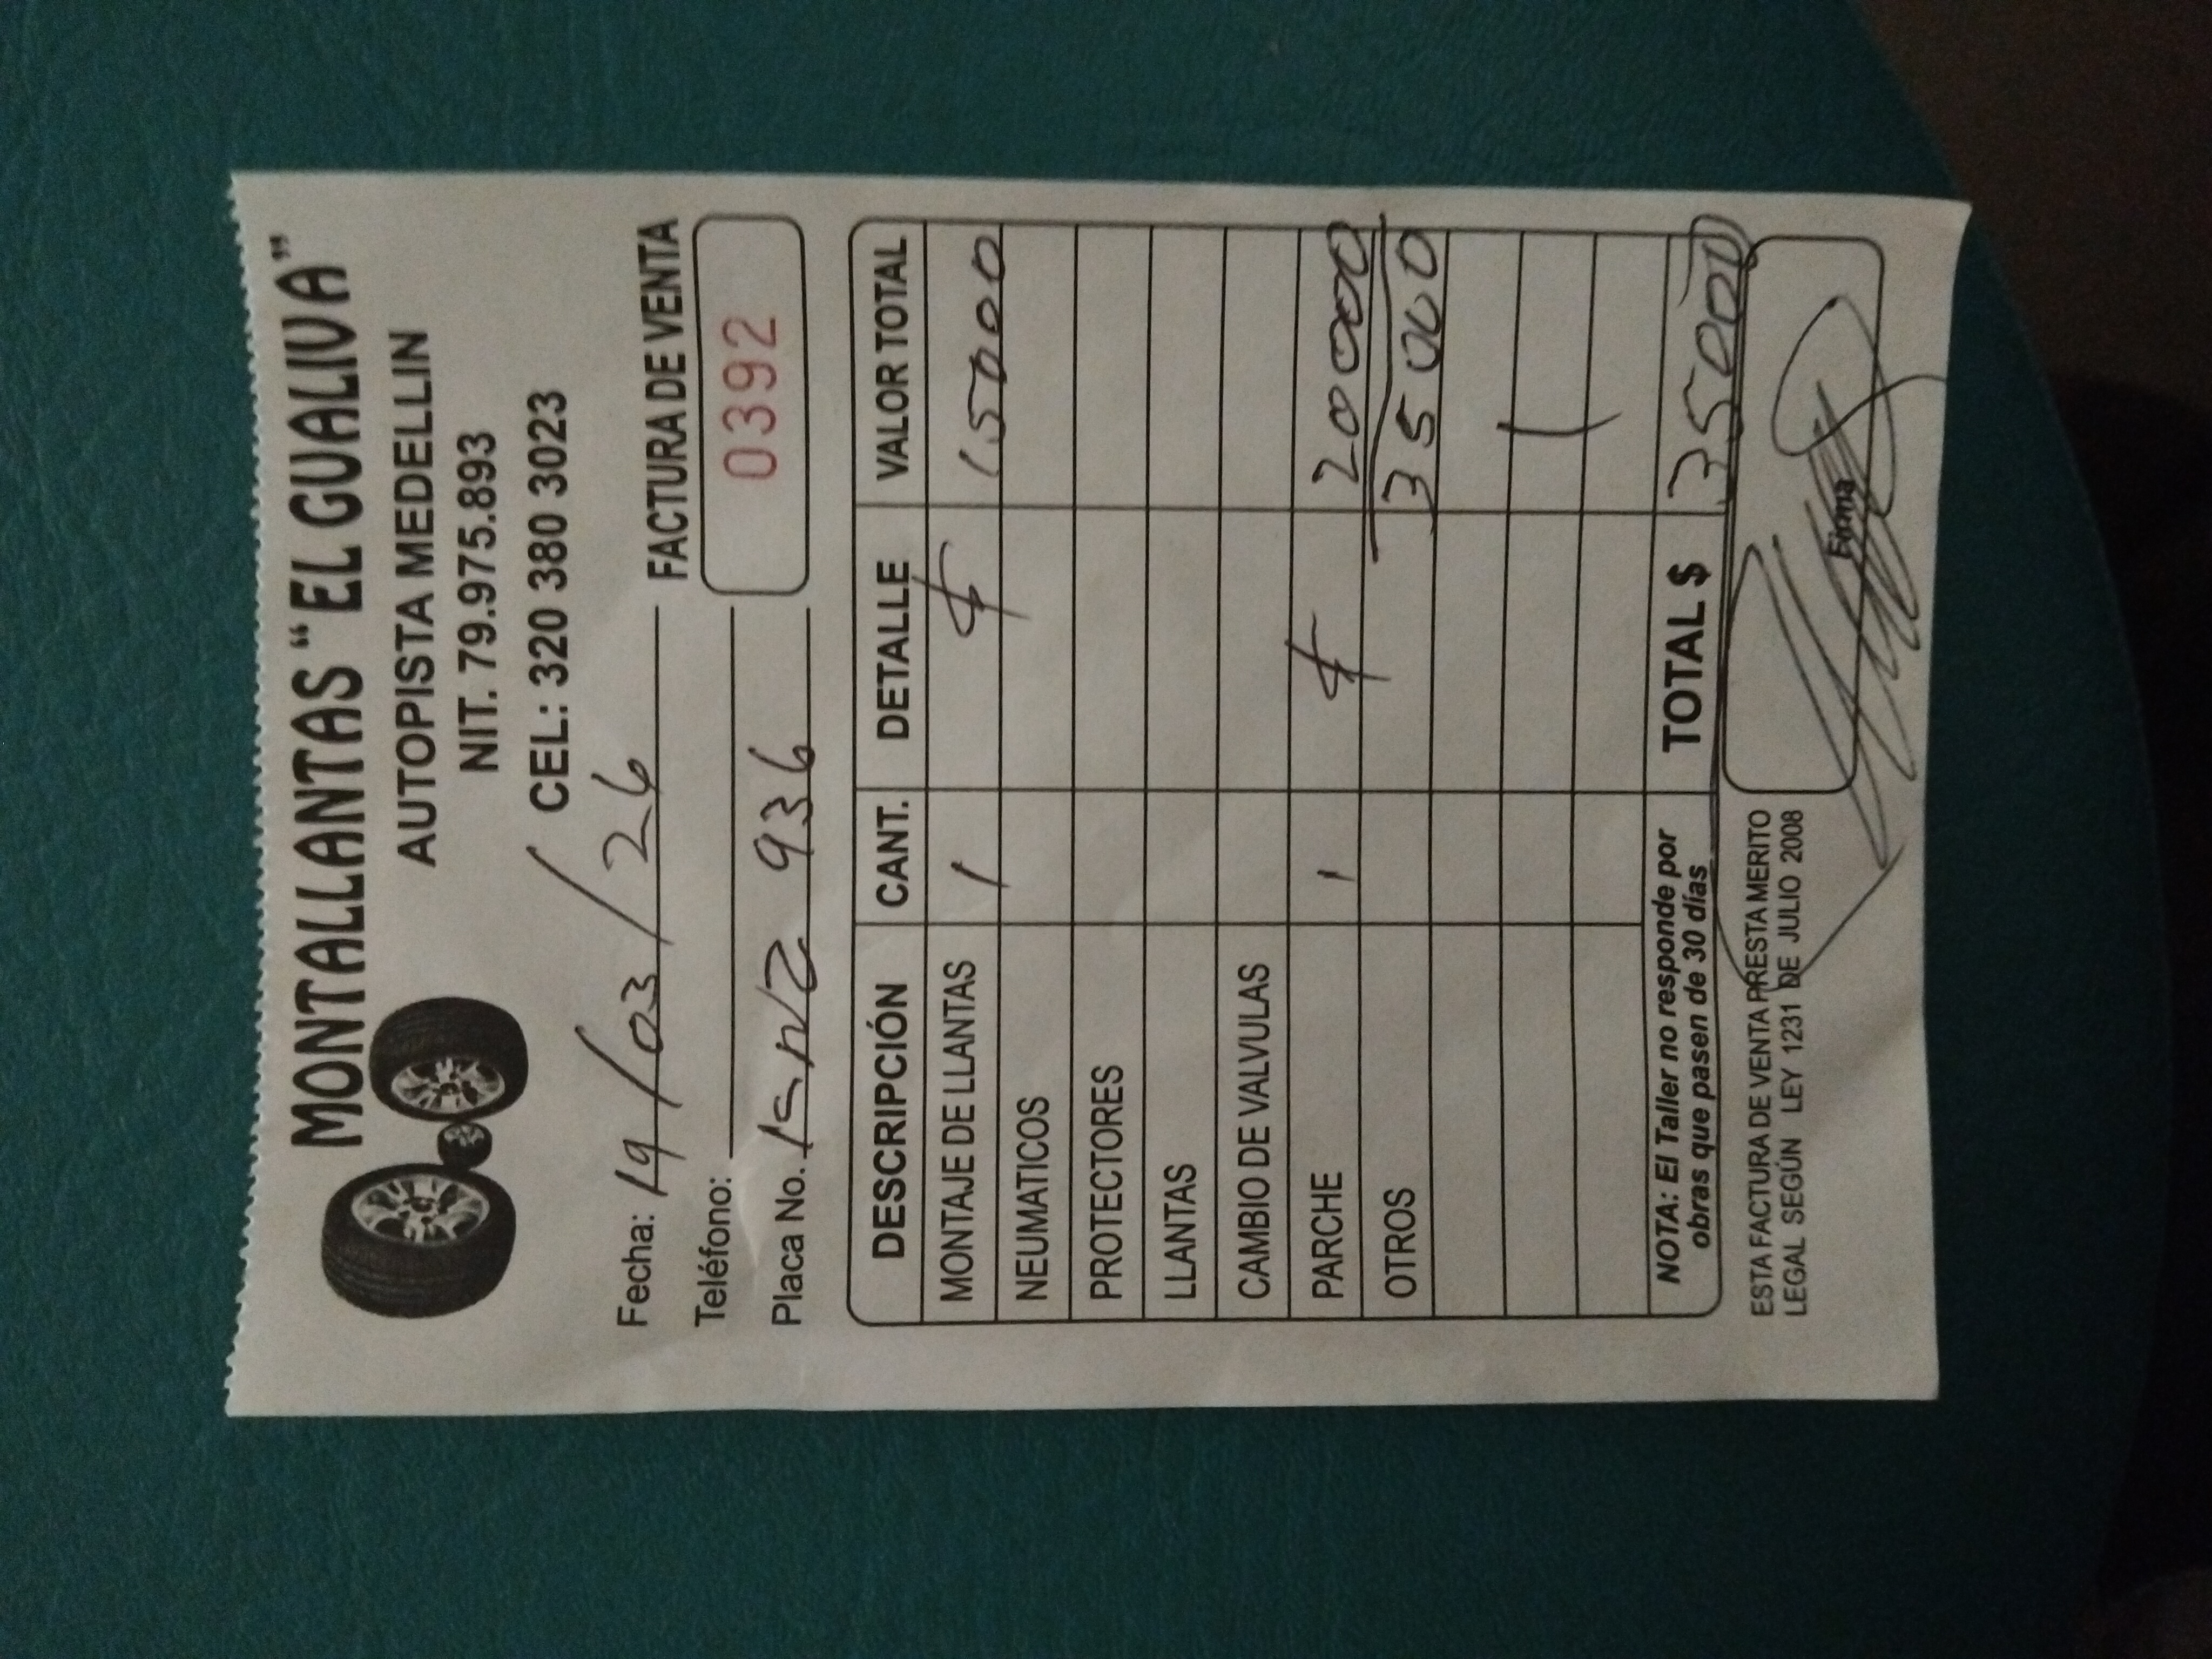 MONTALLANTAS "EL GUALIVA"
AUTOPISTA MEDELLIN
NIT. 79.975.893
CEL: 320 380 3023
Fecha: 19/03/26
FACTURA DE VENTA
Teléfono:
0392
Placa No. 936
DESCRIPCIÓN CANT. DETALLE VALOR TOTAL
MONTAJE DE LLANTAS 1 $ 15000
NEUMATICOS
PROTECTORES
LLANTAS
CAMBIO DE VALVULAS
PARCHE 1 $ 20000
OTROS 35000
NOTA: El Taller no responde por
obras que pasen de 30 días
TOTAL $ 35000
ESTA FACTURA DE VENTA PRESTA MERITO
LEGAL SEGÚN LEY 1231 DE JULIO 2008
Firma